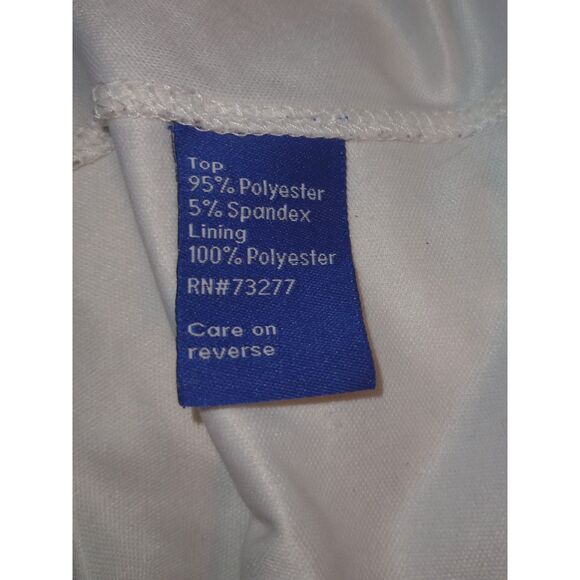 Top
95% Polyester
5% Spandex
Lining
100% Polyester
RN#73277
Care on
reverse